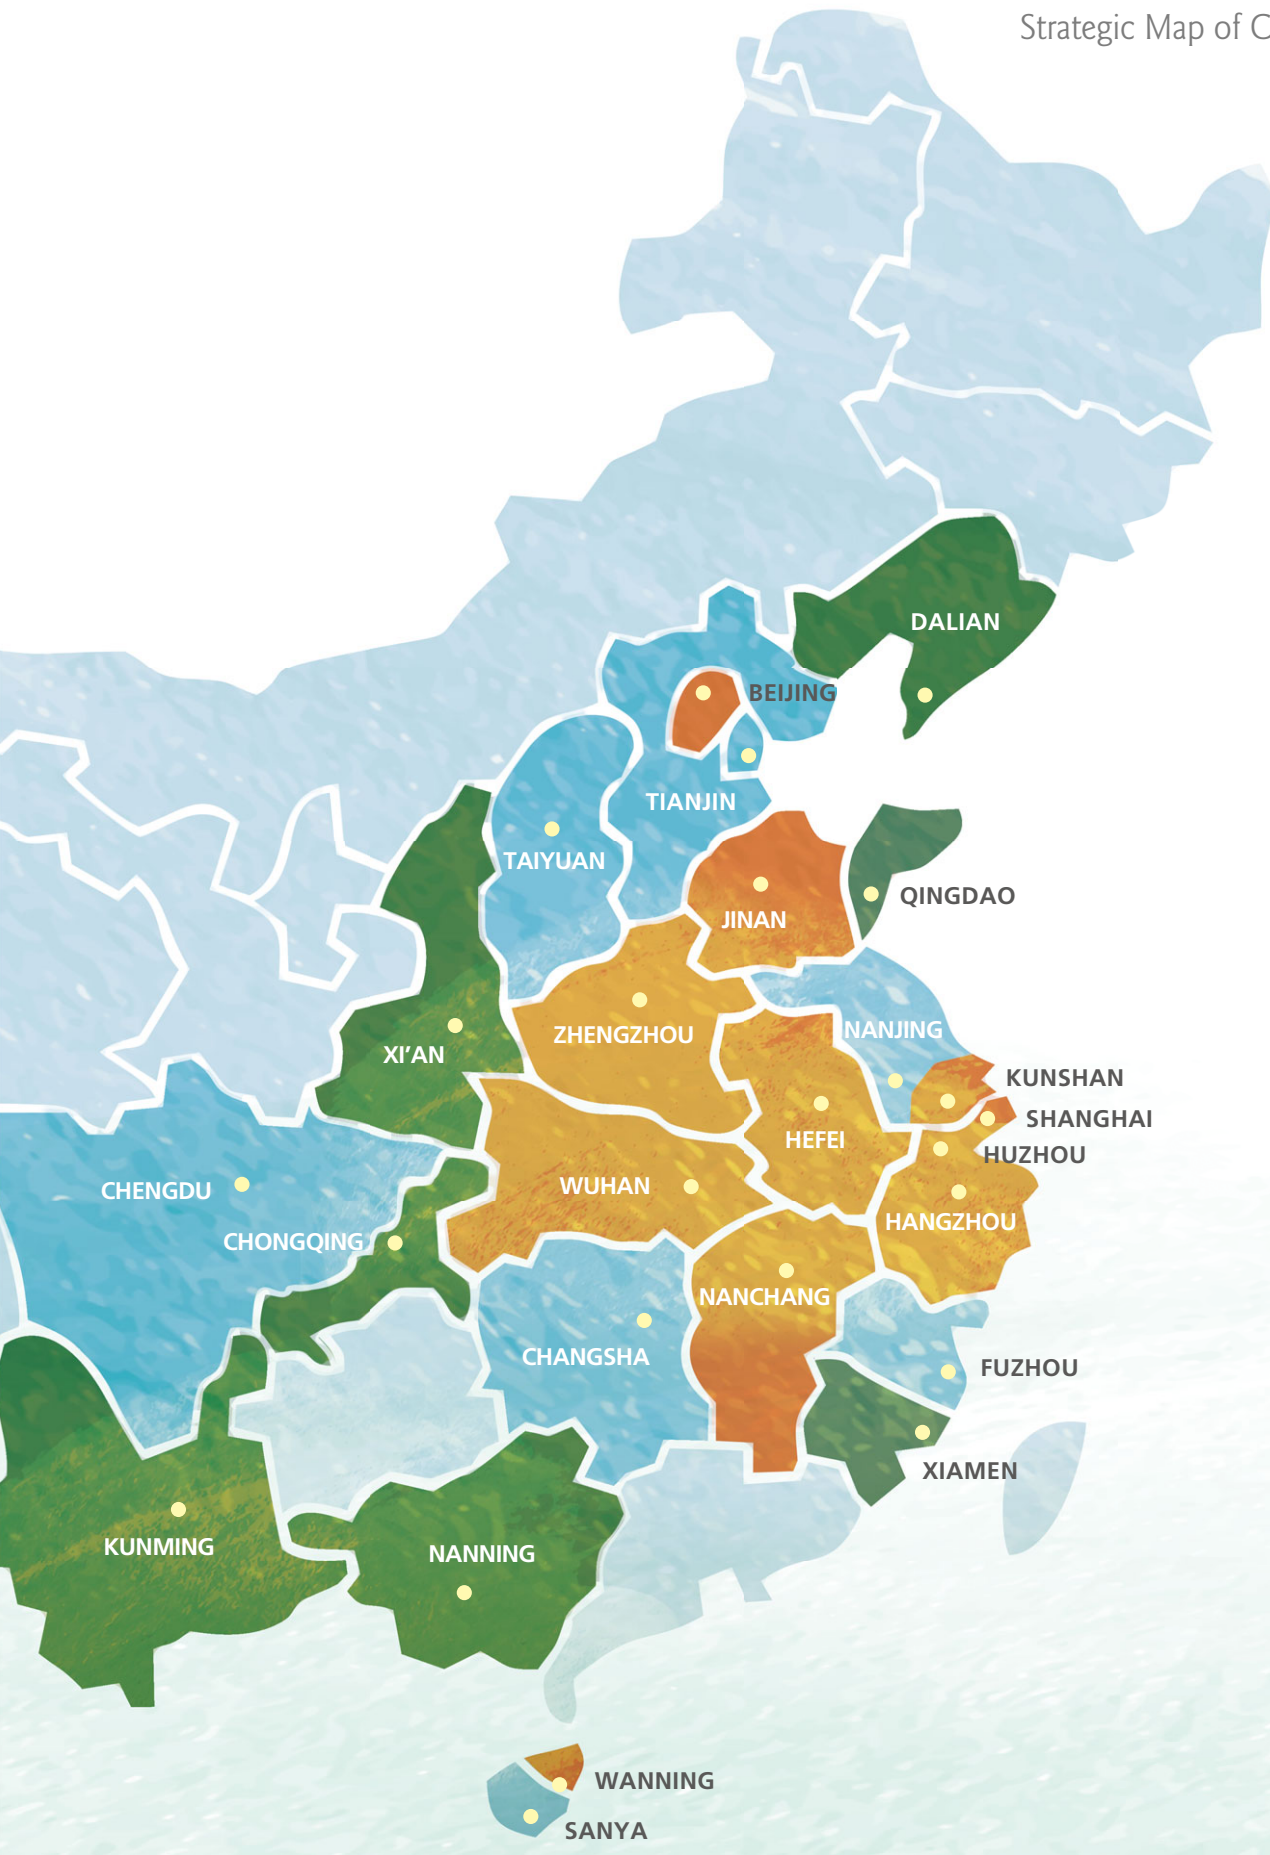 Strategic Map of C
DALIAN
BEIJING
TIANJIN
TAIYUAN
QINGDAO
JINAN
NANJING
ZHENGZHOU
XI'AN
KUNSHAN
SHANGHAI
HEFEI
HUZHOU
WUHAN
CHENGDU
HANGZHOU
CHONGQING
NANCHANG
CHANGSHA
FUZHOU
XIAMEN
KUNMING
NANNING
WANNING
SANYA